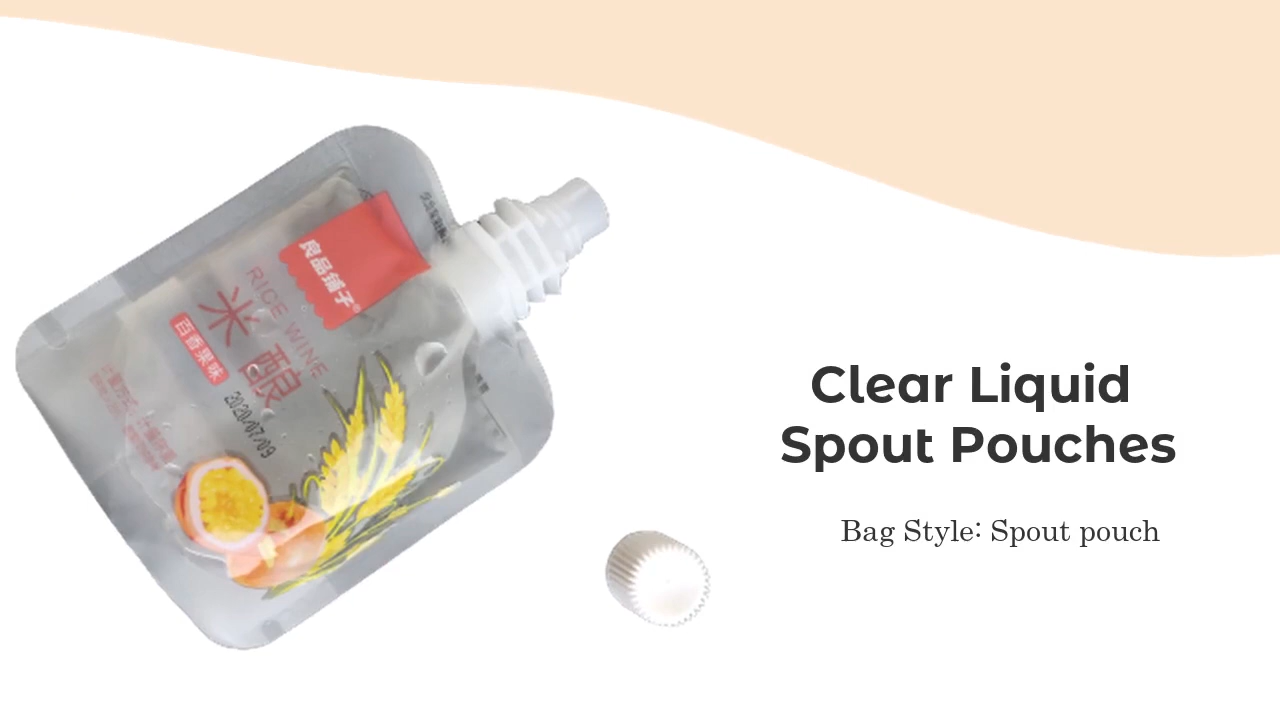 良品铺子®
RICE WINE
米酿
百香果味
2020/07/09
Clear Liquid
Spout Pouches
Bag Style: Spout pouch